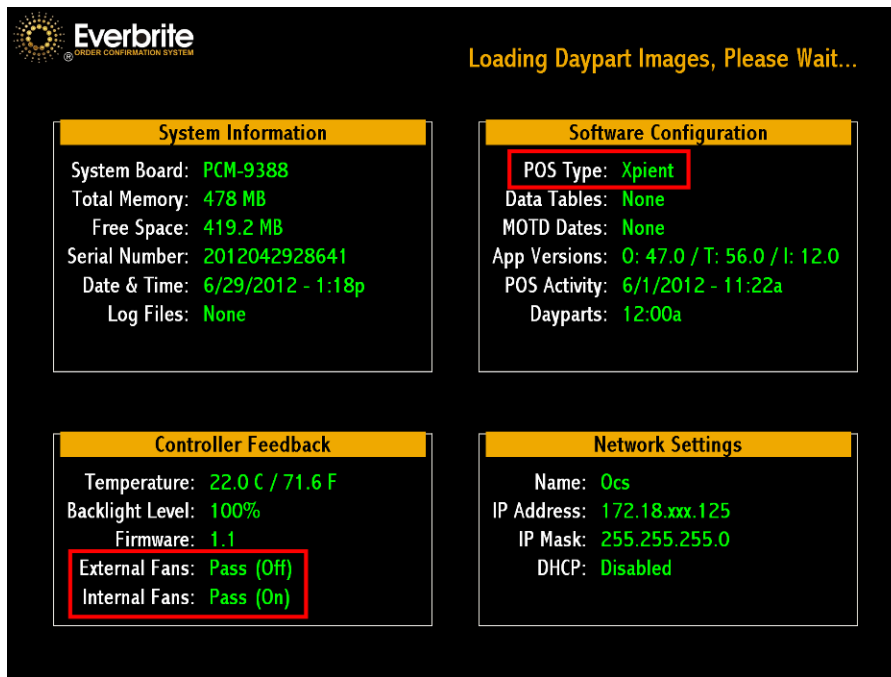 Everbrite
® ORDER CONFIRMATION SYSTEM
Loading Daypart Images, Please Wait...
System Information
System Board: PCM-9388
Total Memory: 478 MB
Free Space: 419.2 MB
Serial Number: 2012042928641
Date & Time: 6/29/2012 - 1:18p
Log Files: None
Software Configuration
POS Type: Xpient
Data Tables: None
MOTD Dates: None
App Versions: O: 47.0 / T: 56.0 / I: 12.0
POS Activity: 6/1/2012 - 11:22a
Dayparts: 12:00a
Controller Feedback
Temperature: 22.0 C / 71.6 F
Backlight Level: 100%
Firmware: 1.1
External Fans: Pass (Off)
Internal Fans: Pass (On)
Network Settings
Name: Ocs
IP Address: 172.18.xxx.125
IP Mask: 255.255.255.0
DHCP: Disabled